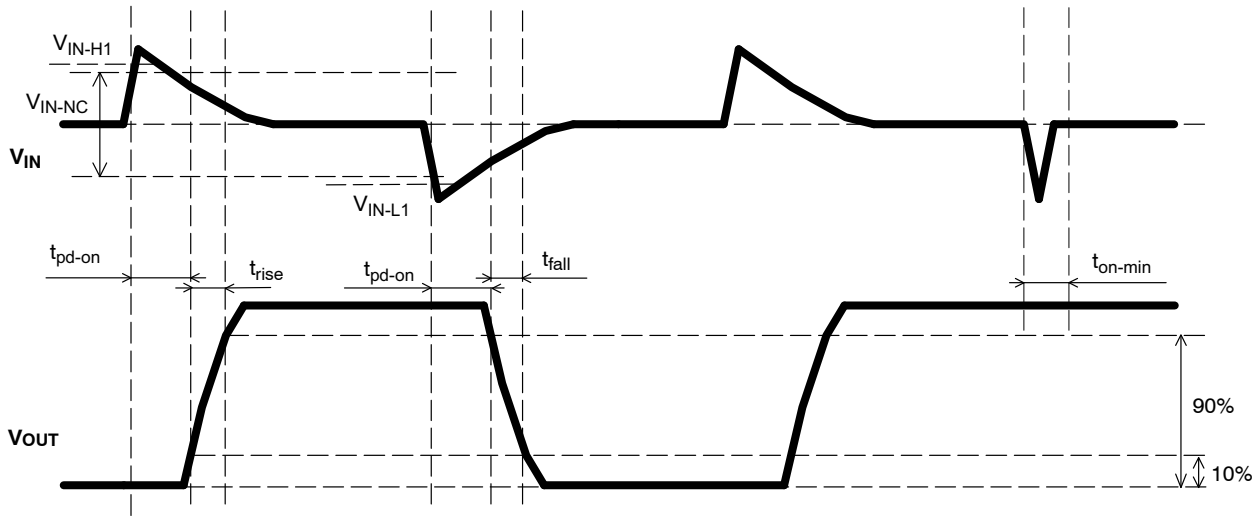 VIN-H1
VIN-NC
VIN
VIN-L1
tpd-on
trise
tpd-on
tfall
ton-min
90%
VOUT
10%